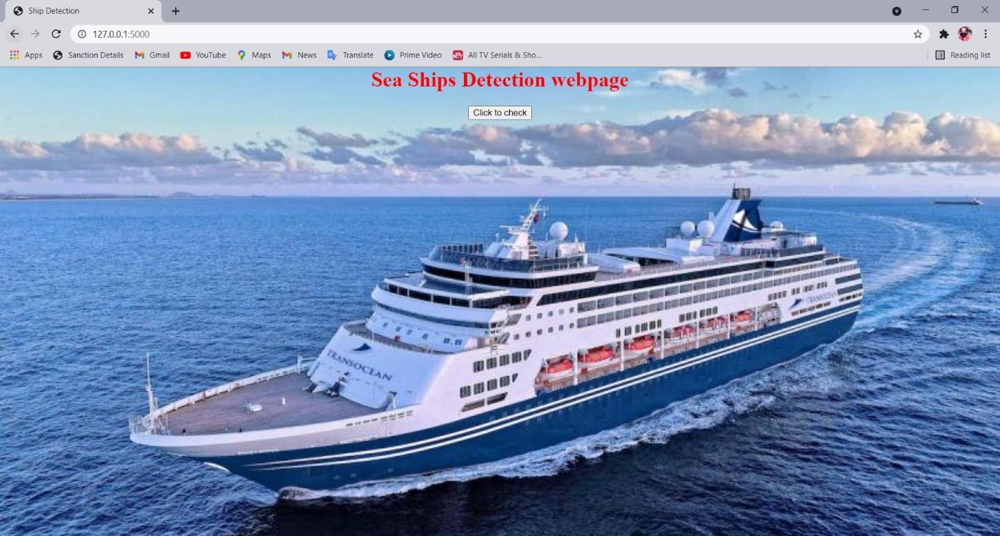 Ship Detection
127.0.0.1:5000
Apps Sanction Details Gmail YouTube Maps News Translate Prime Video All TV Serials & Sho... Reading list
Sea Ships Detection webpage
Click to check
TRANSOCEAN
TRANSOCEAN